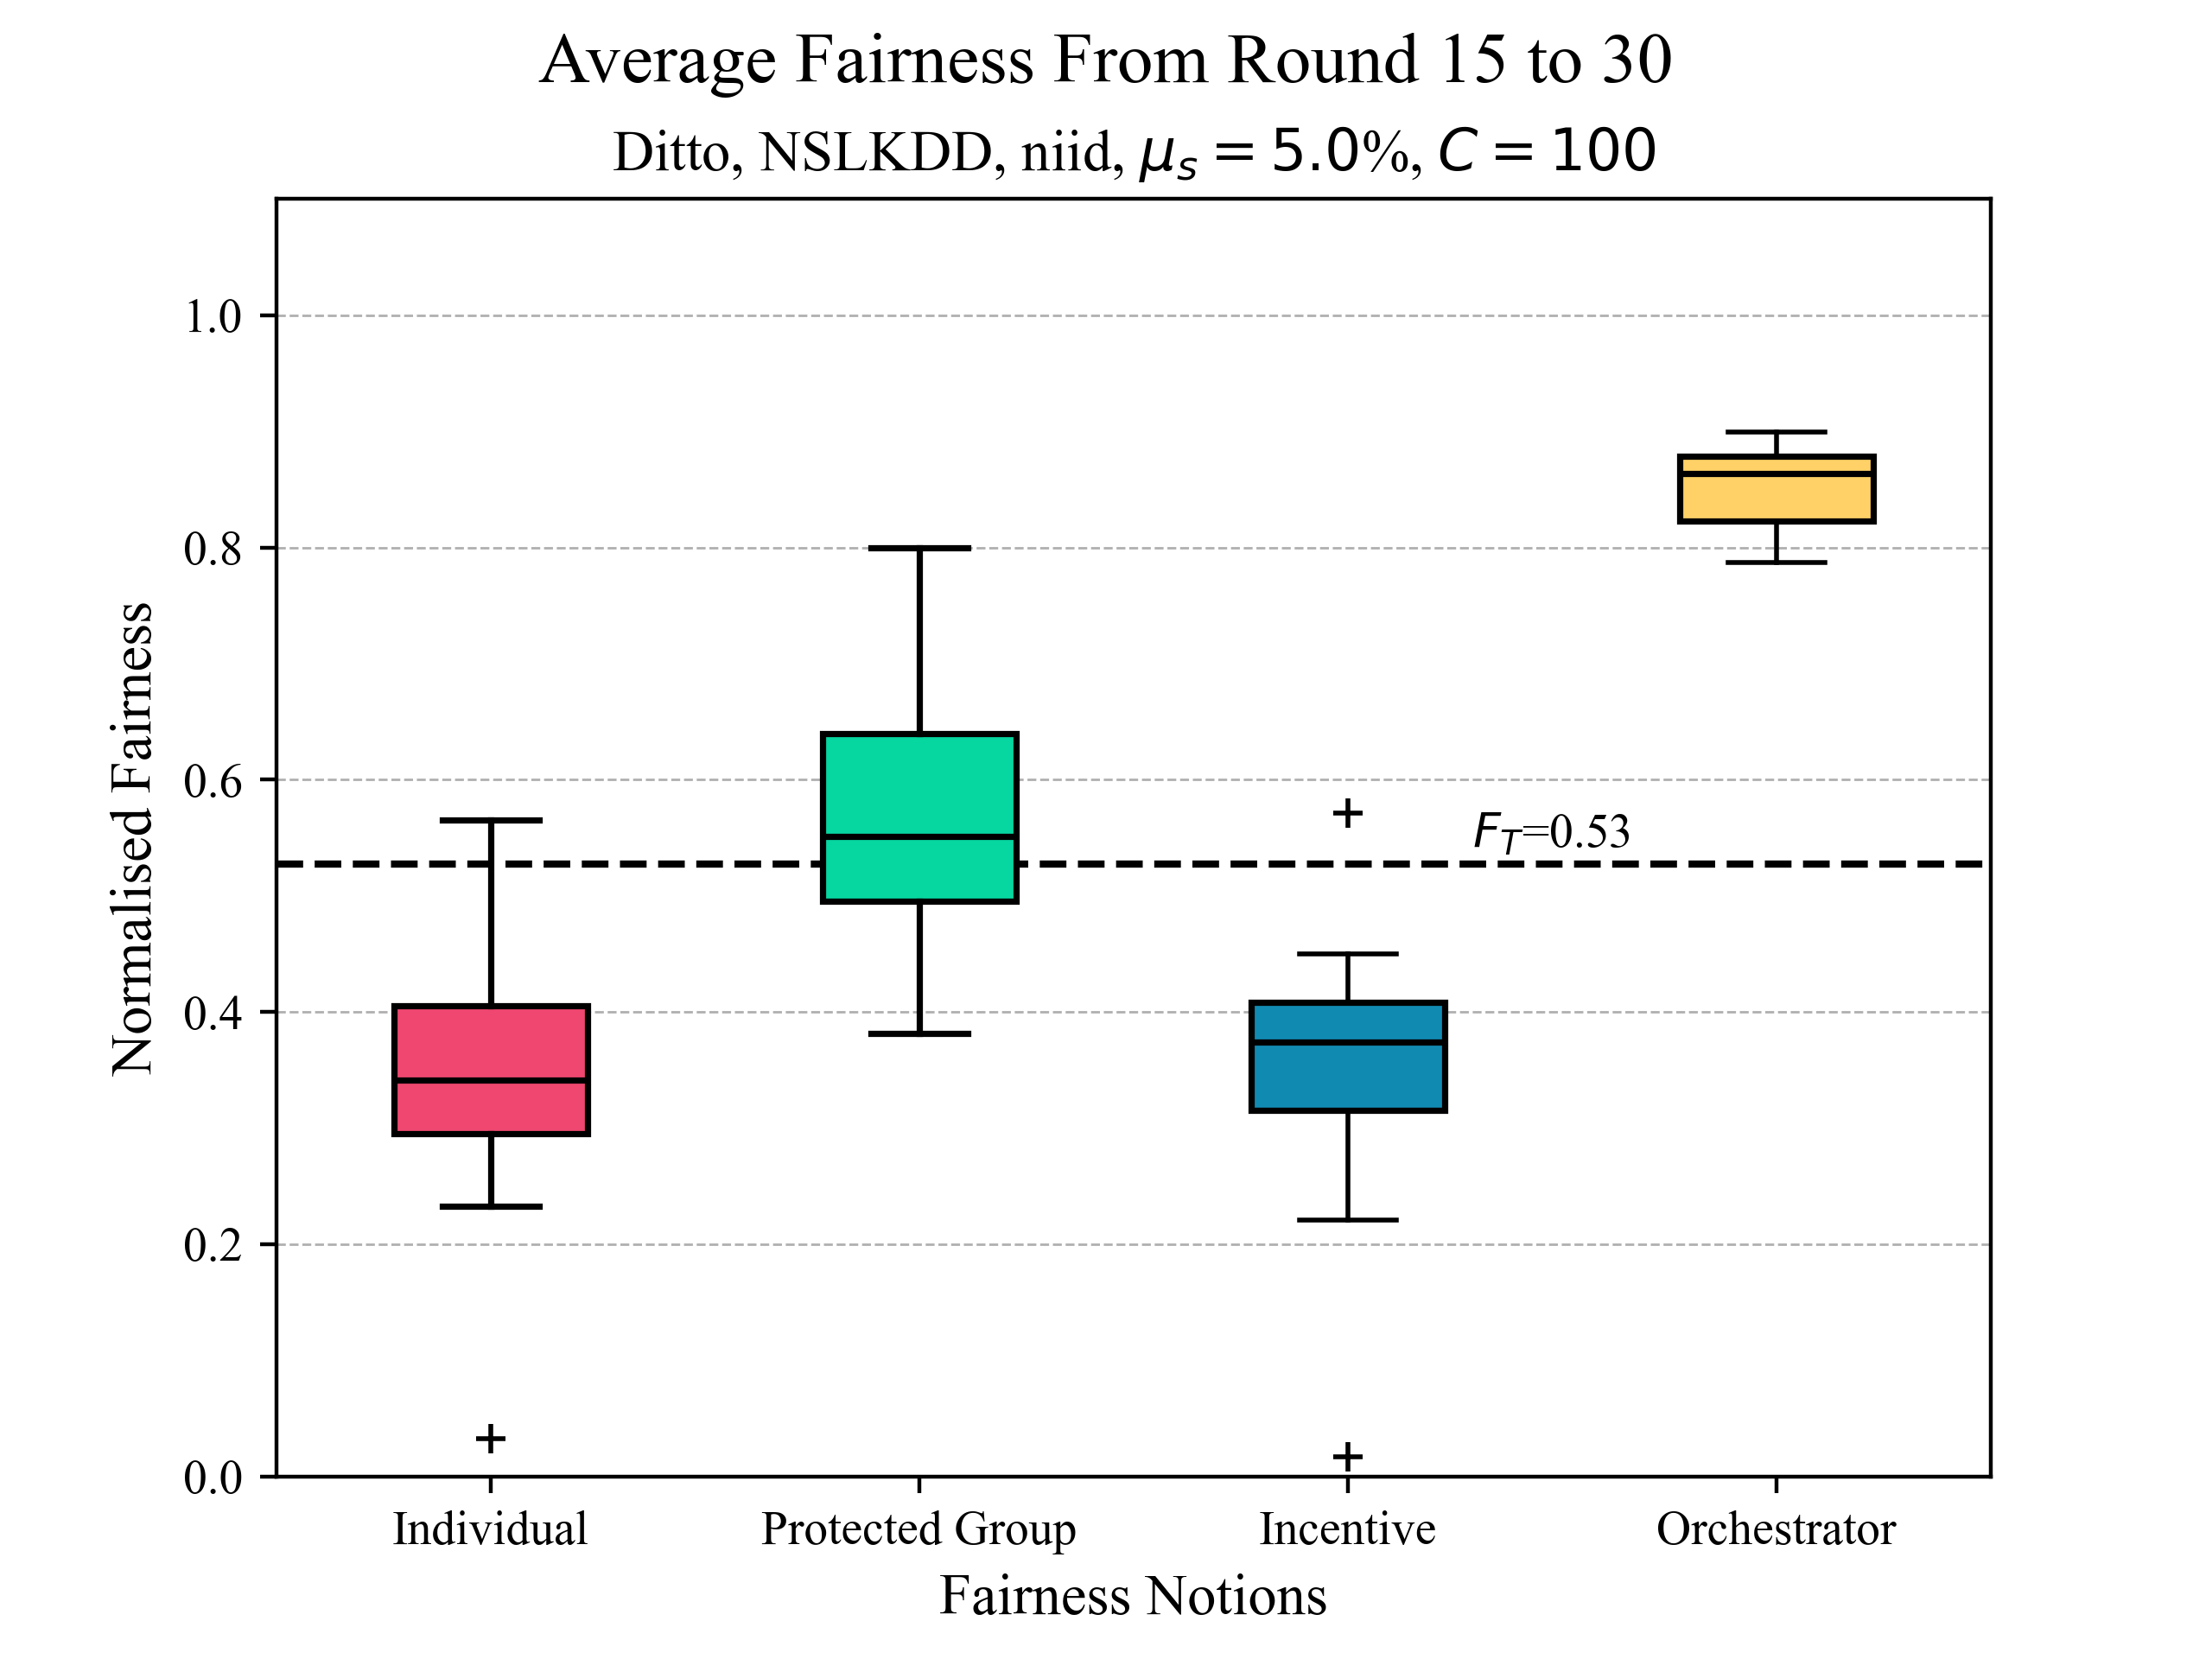 Average Fairness From Round 15 to 30
Ditto, NSLKDD, niid, μs = 5.0%, C = 100
Normalised Fairness
1.0
0.8
0.6
0.4
0.2
0.0
F_T=0.53
Individual Protected Group Incentive Orchestrator
Fairness Notions